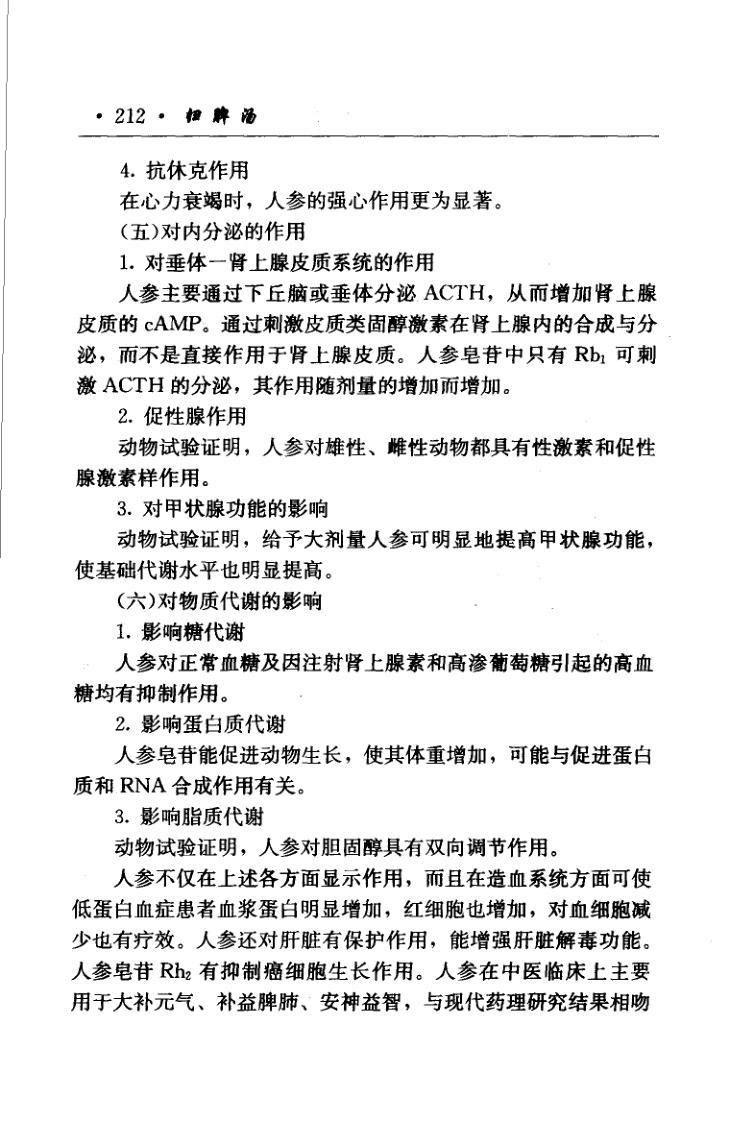 · 212 · 归脾汤
4. 抗休克作用
在心力衰竭时，人参的强心作用更为显著。
（五）对内分泌的作用
1. 对垂体一肾上腺皮质系统的作用
人参主要通过下丘脑或垂体分泌 ACTH，从而增加肾上腺
皮质的 cAMP。通过刺激皮质类固醇激素在肾上腺内的合成与分
泌，而不是直接作用于肾上腺皮质。人参皂苷中只有 Rb₁ 可刺
激 ACTH 的分泌，其作用随剂量的增加而增加。
2. 促性腺作用
动物试验证明，人参对雄性、雌性动物都具有性激素和促性
腺激素样作用。
3. 对甲状腺功能的影响
动物试验证明，给予大剂量人参可明显地提高甲状腺功能，
使基础代谢水平也明显提高。
（六）对物质代谢的影响
1. 影响糖代谢
人参对正常血糖及因注射肾上腺素和高渗葡萄糖引起的高血
糖均有抑制作用。
2. 影响蛋白质代谢
人参皂苷能促进动物生长，使其体重增加，可能与促进蛋白
质和 RNA 合成作用有关。
3. 影响脂质代谢
动物试验证明，人参对胆固醇具有双向调节作用。
人参不仅在上述各方面显示作用，而且在造血系统方面可使
低蛋白血症患者血浆蛋白明显增加，红细胞也增加，对血细胞减
少也有疗效。人参还对肝脏有保护作用，能增强肝脏解毒功能。
人参皂苷 Rh₂ 有抑制癌细胞生长作用。人参在中医临床上主要
用于大补元气、补益脾肺、安神益智，与现代药理研究结果相吻